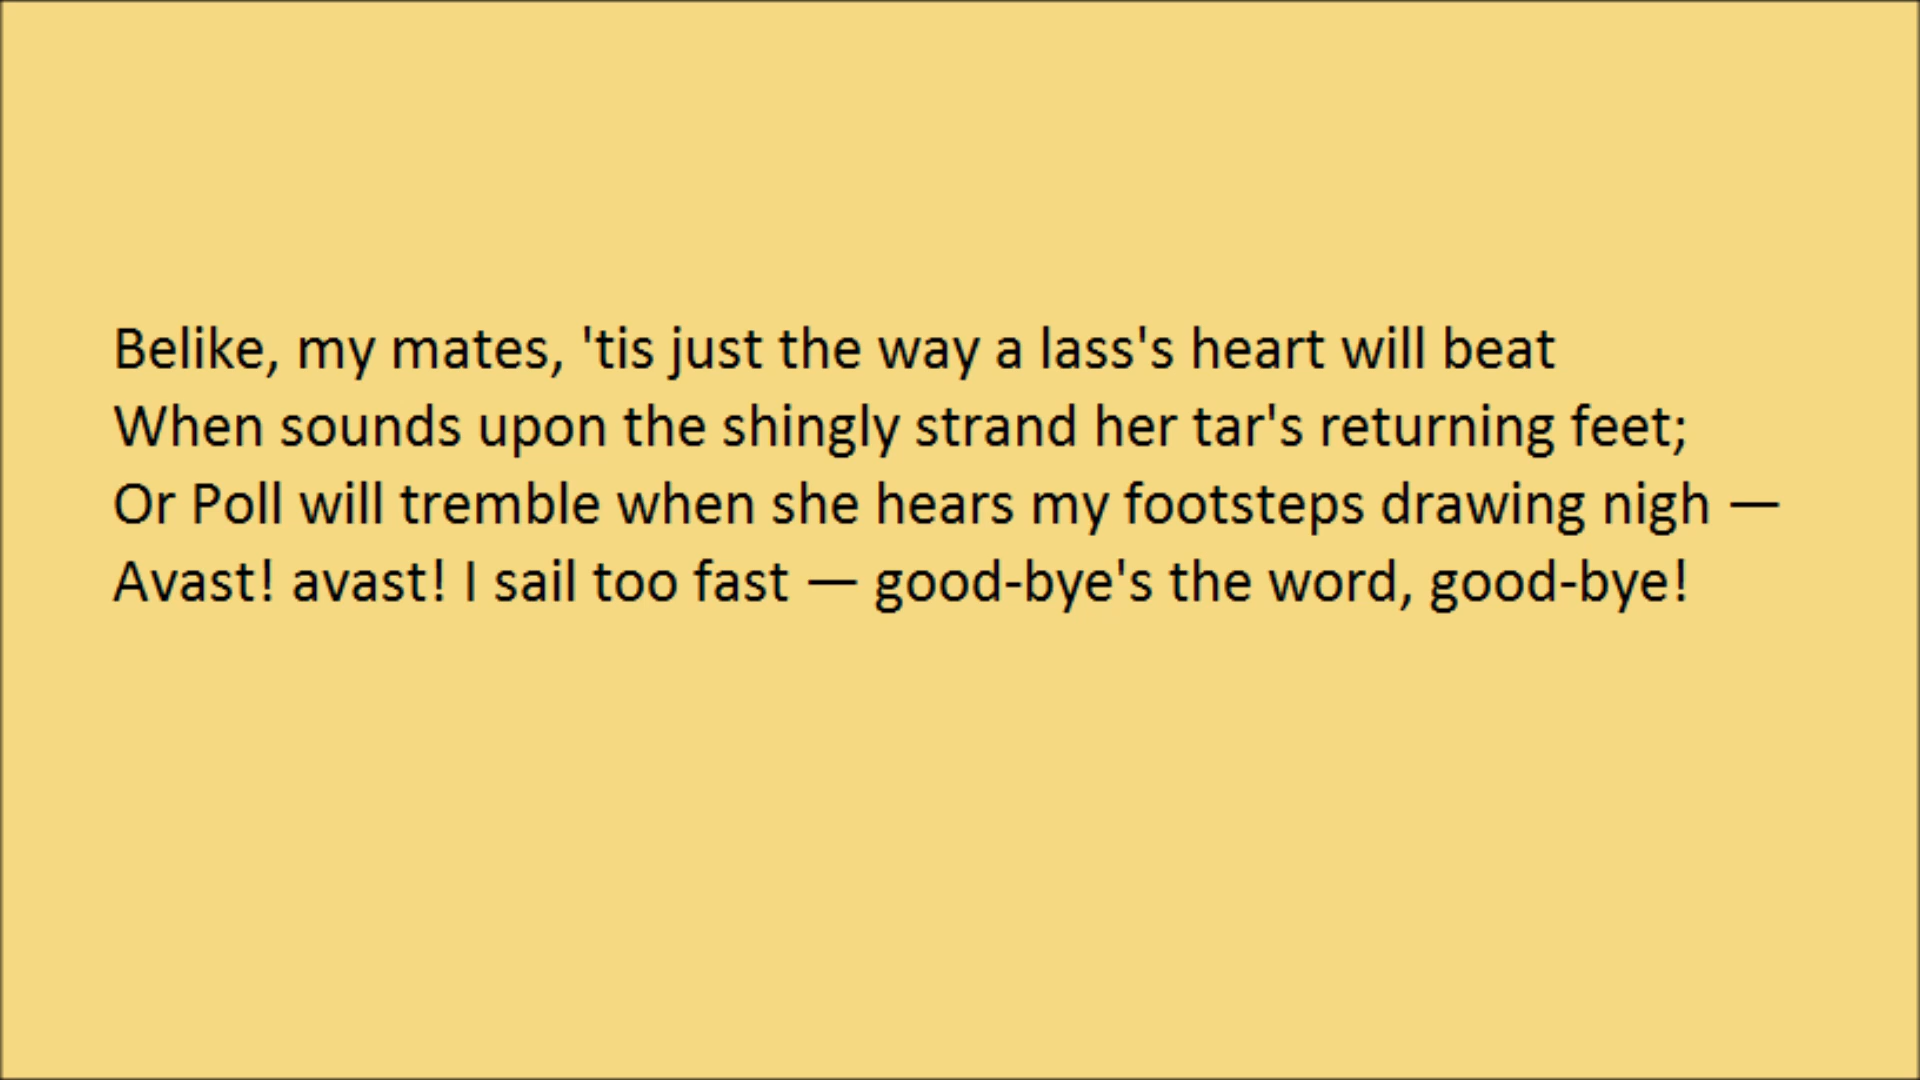 Belike, my mates, 'tis just the way a lass's heart will beat
When sounds upon the shingly strand her tar's returning feet;
Or Poll will tremble when she hears my footsteps drawing nigh —
Avast! avast! I sail too fast — good-bye's the word, good-bye!